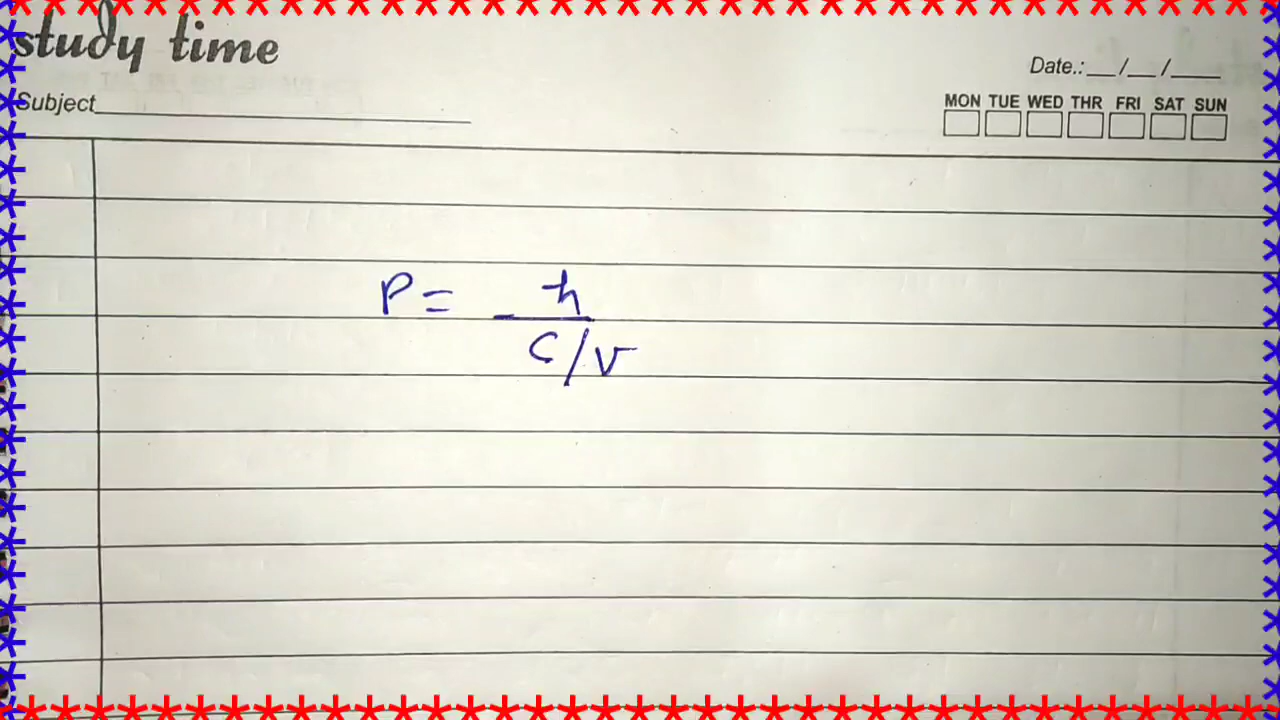 study time
Date.: __ /__ /____
Subject
MON TUE WED THR FRI SAT SUN
P = ħ
C/V